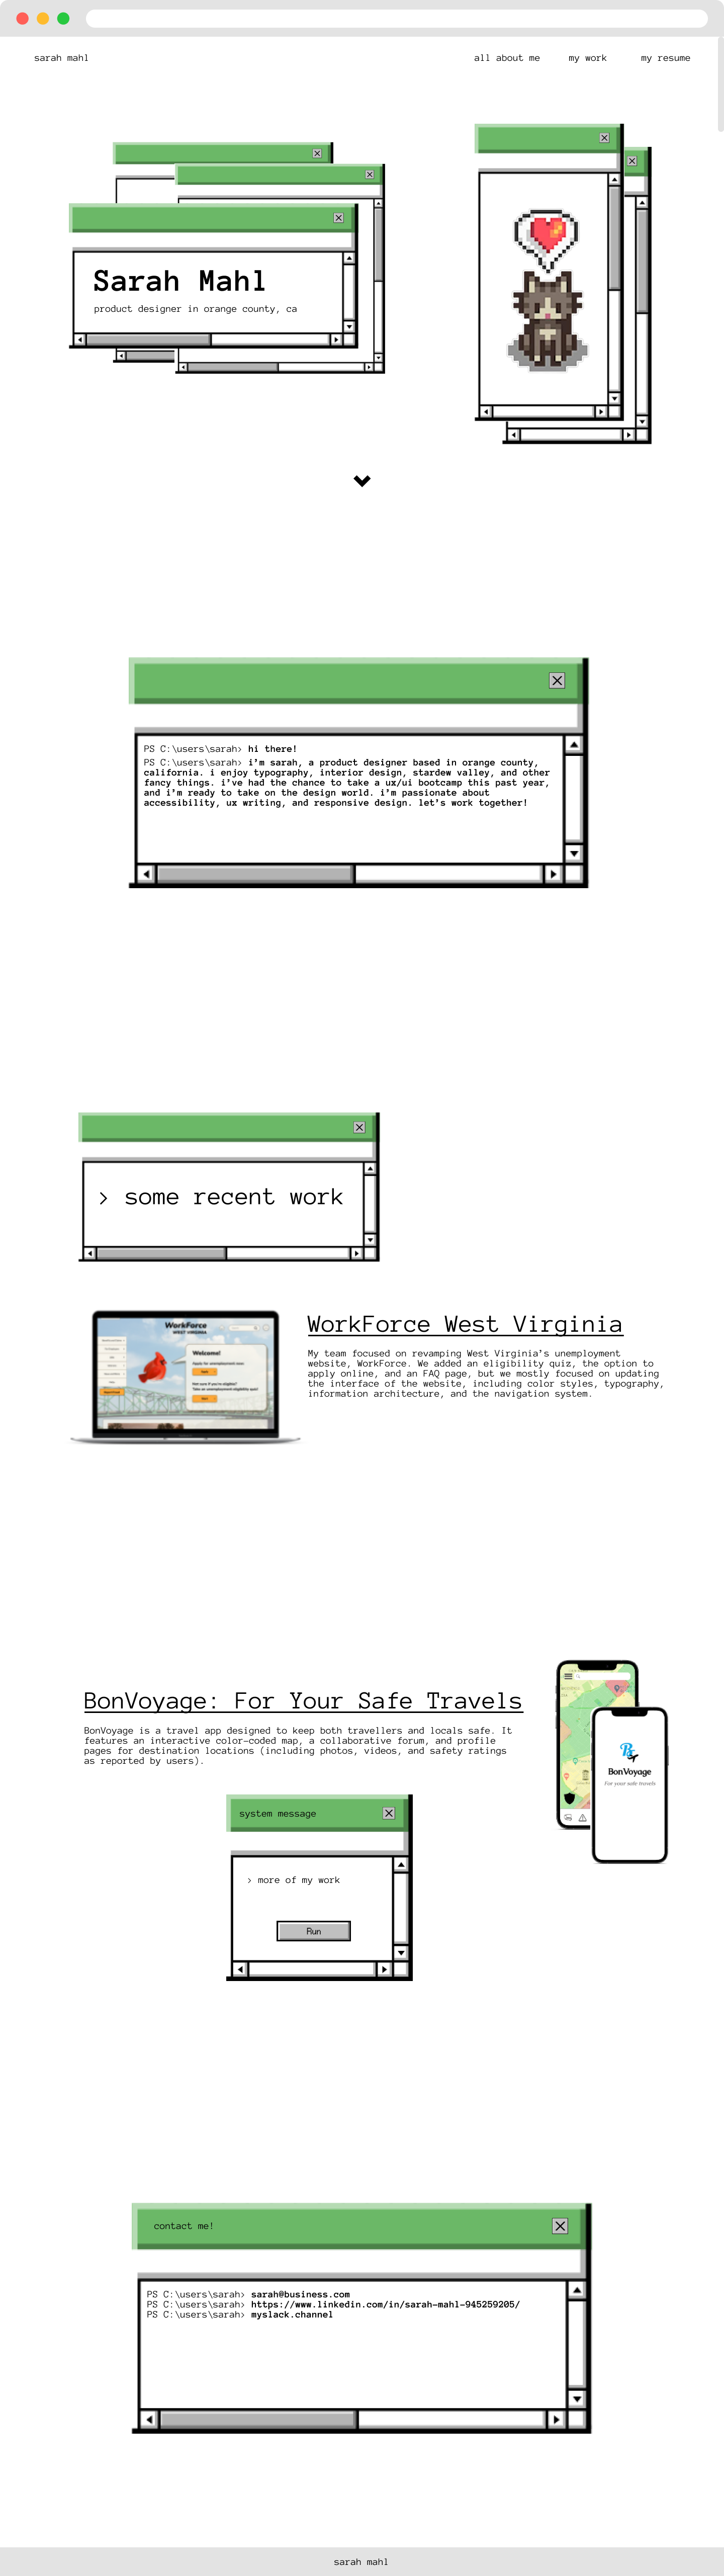 sarah mahl
all about me
my work
my resume
Sarah Mahl
product designer in orange county, ca
PS C:\users\sarah> hi there!
PS C:\users\sarah> i'm sarah, a product designer based in orange county,
california. i enjoy typography, interior design, stardew valley, and other
fancy things. i've had the chance to take a ux/ui bootcamp this past year,
and i'm ready to take on the design world. i'm passionate about
accessibility, ux writing, and responsive design. let's work together!
> some recent work
WorkForce
WEST VIRGINIA
Welcome!
WorkForce West Virginia
My team focused on revamping West Virginia's unemployment
website, WorkForce. We added an eligibility quiz, the option to
apply online, and an FAQ page, but we mostly focused on updating
the interface of the website, including color styles, typography,
information architecture, and the navigation system.
BonVoyage: For Your Safe Travels
BonVoyage is a travel app designed to keep both travellers and locals safe. It
features an interactive color-coded map, a collaborative forum, and profile
pages for destination locations (including photos, videos, and safety ratings
as reported by users).
BonVoyage
For your safe travels
system message
> more of my work
Run
contact me!
PS C:\users\sarah> sarah@business.com
PS C:\users\sarah> https://www.linkedin.com/in/sarah-mahl-945259205/
PS C:\users\sarah> myslack.channel
sarah mahl